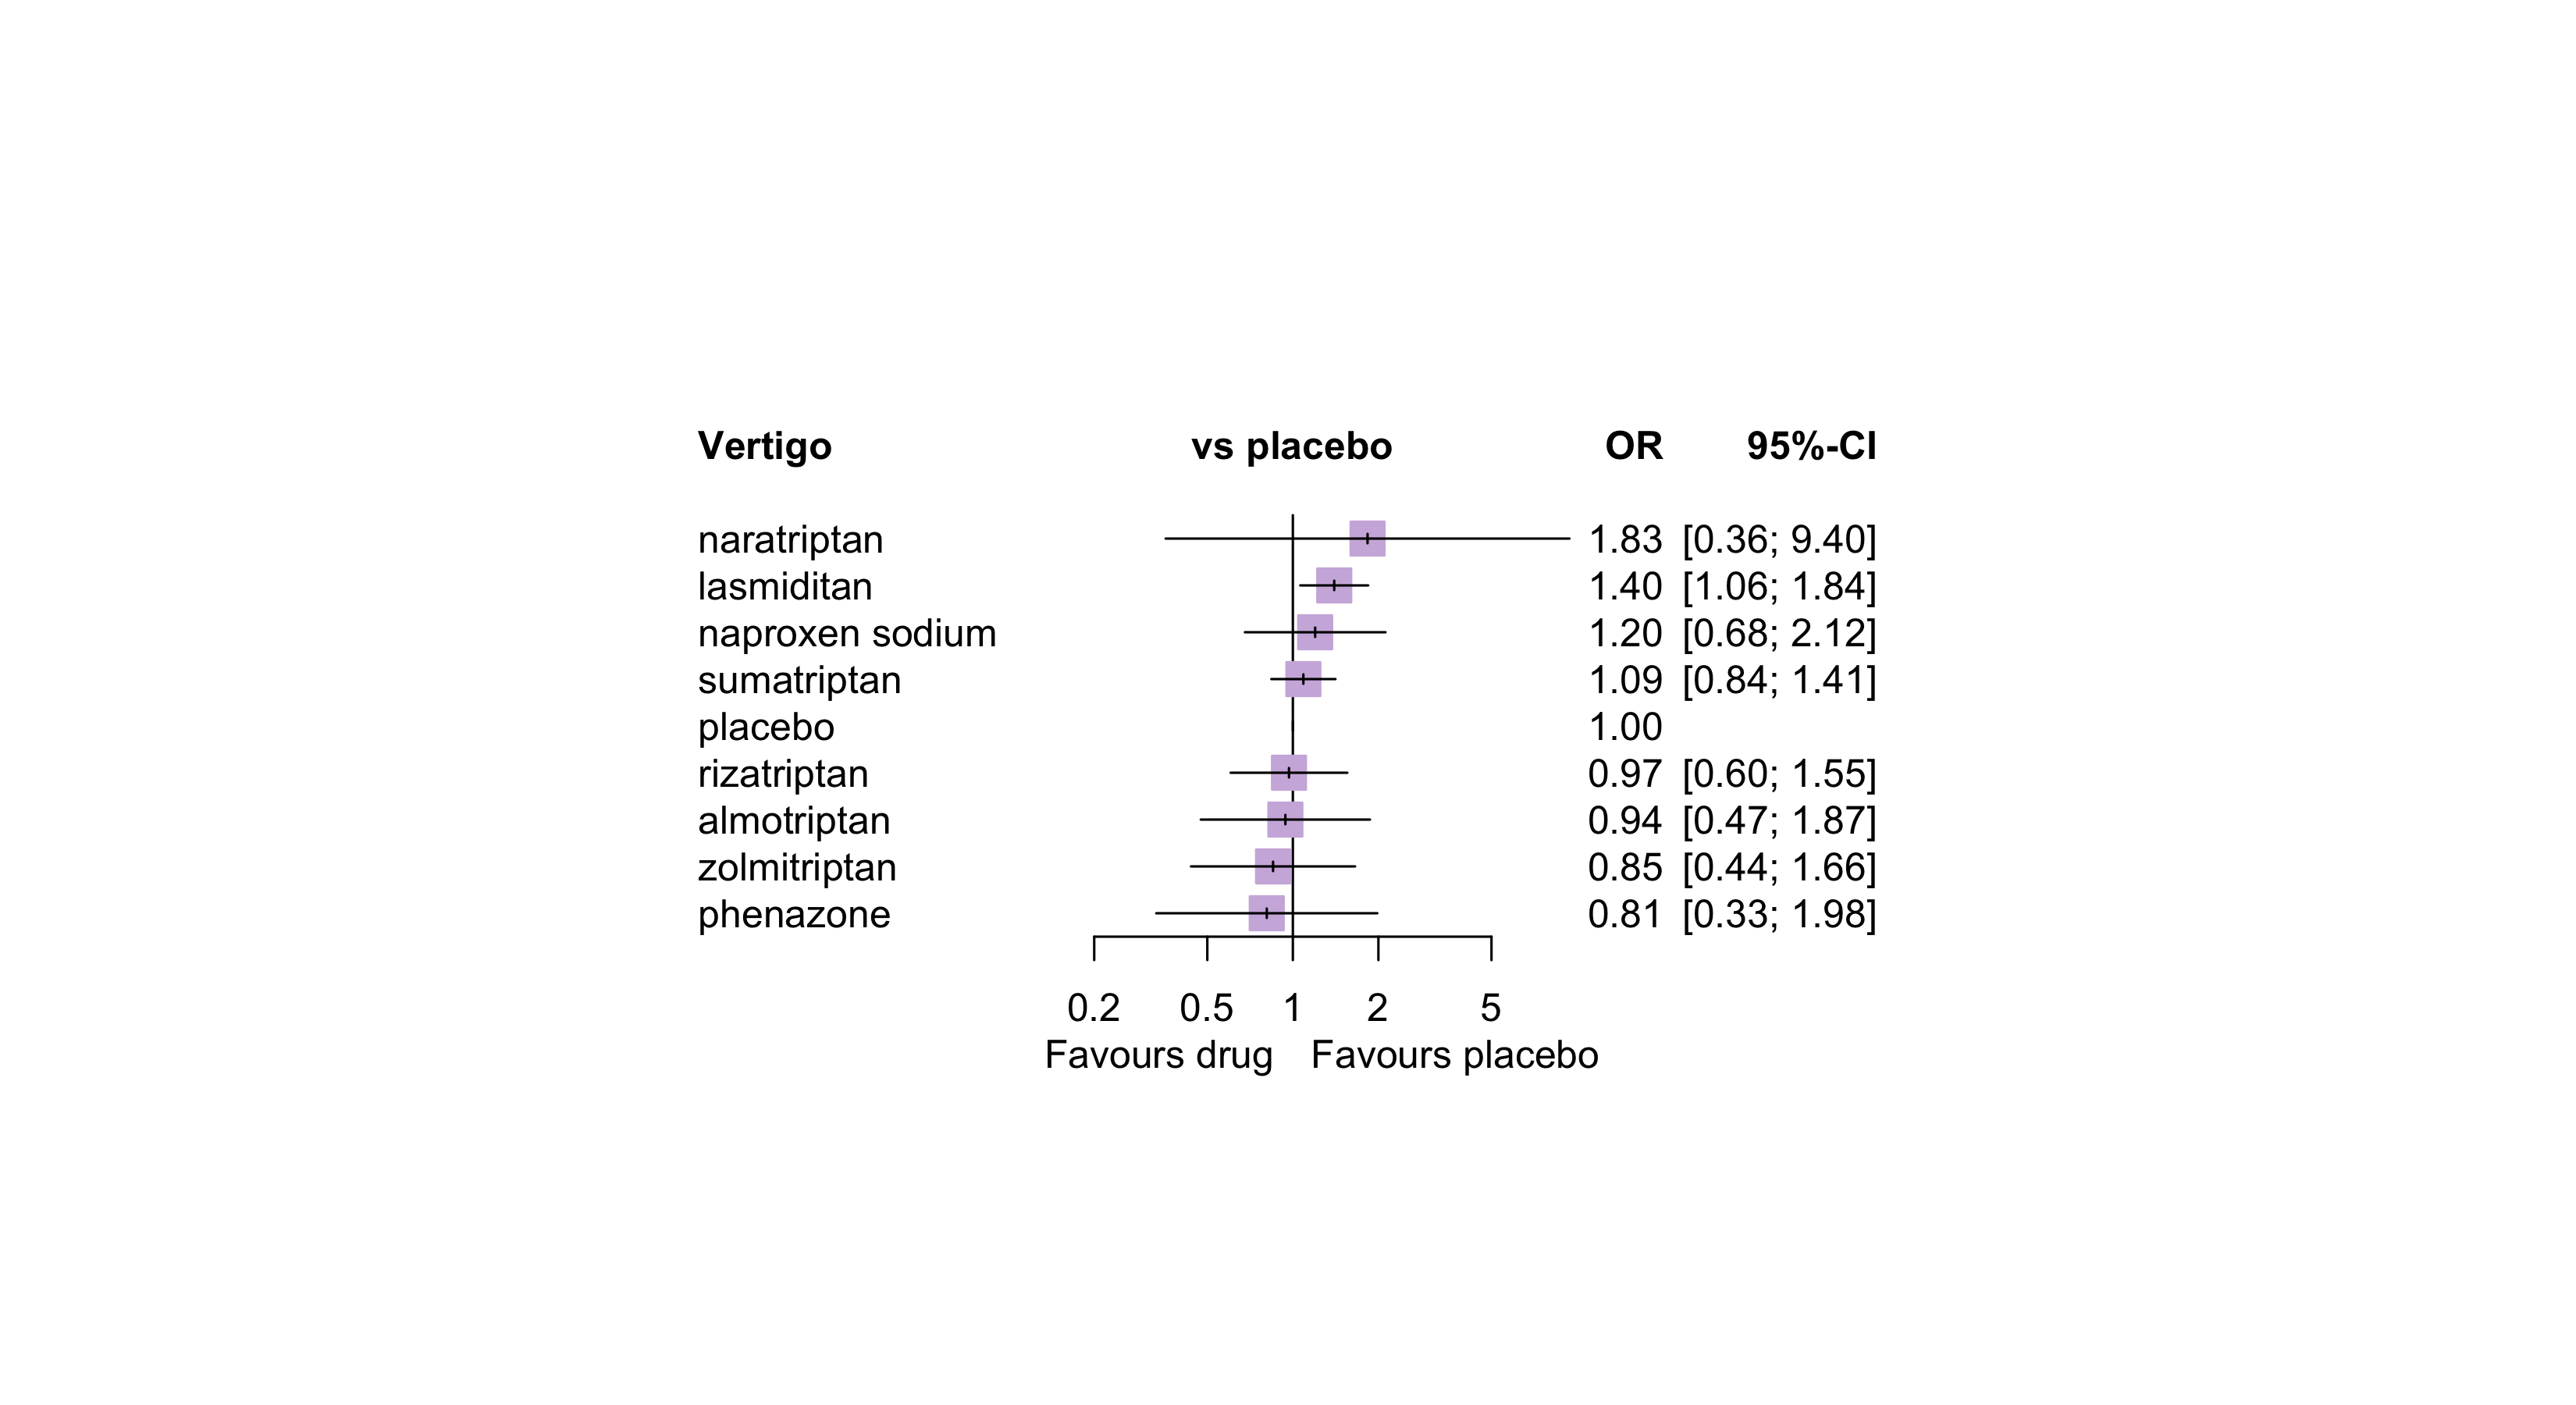 Vertigo vs placebo OR 95%-CI
naratriptan 1.83 [0.36; 9.40]
lasmiditan 1.40 [1.06; 1.84]
naproxen sodium 1.20 [0.68; 2.12]
sumatriptan 1.09 [0.84; 1.41]
placebo 1.00
rizatriptan 0.97 [0.60; 1.55]
almotriptan 0.94 [0.47; 1.87]
zolmitriptan 0.85 [0.44; 1.66]
phenazone 0.81 [0.33; 1.98]
0.2 0.5 1 2 5
Favours drug Favours placebo